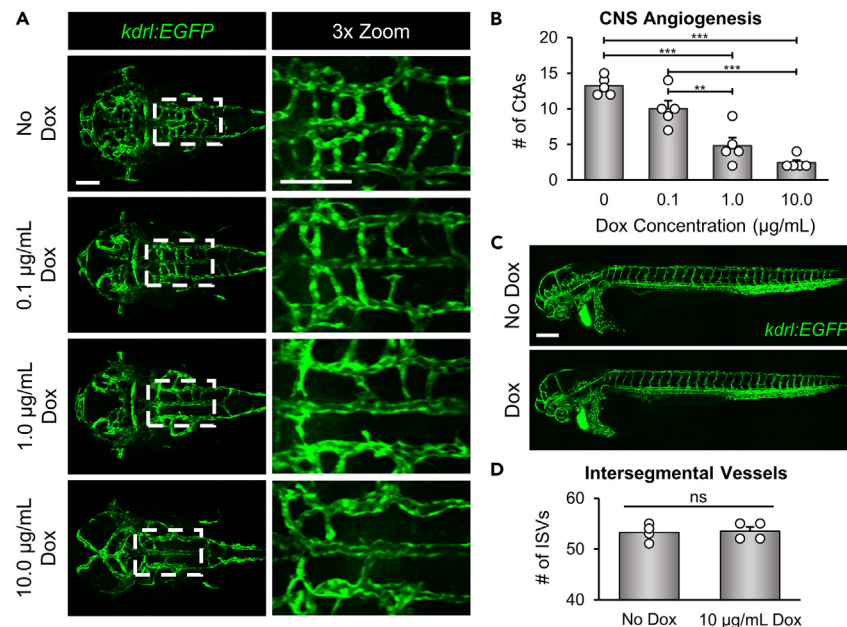 A
kdrl:EGFP
3x Zoom
No
Dox
0.1 µg/mL
Dox
1.0 µg/mL
Dox
10.0 µg/mL
Dox
B
CNS Angiogenesis
***
***
***
**
20
15
10
5
0
# of CtAs
0 0.1 1.0 10.0
Dox Concentration (µg/mL)
C
No Dox
kdrl:EGFP
Dox
D
Intersegmental Vessels
ns
60
50
40
# of ISVs
No Dox 10 µg/mL Dox